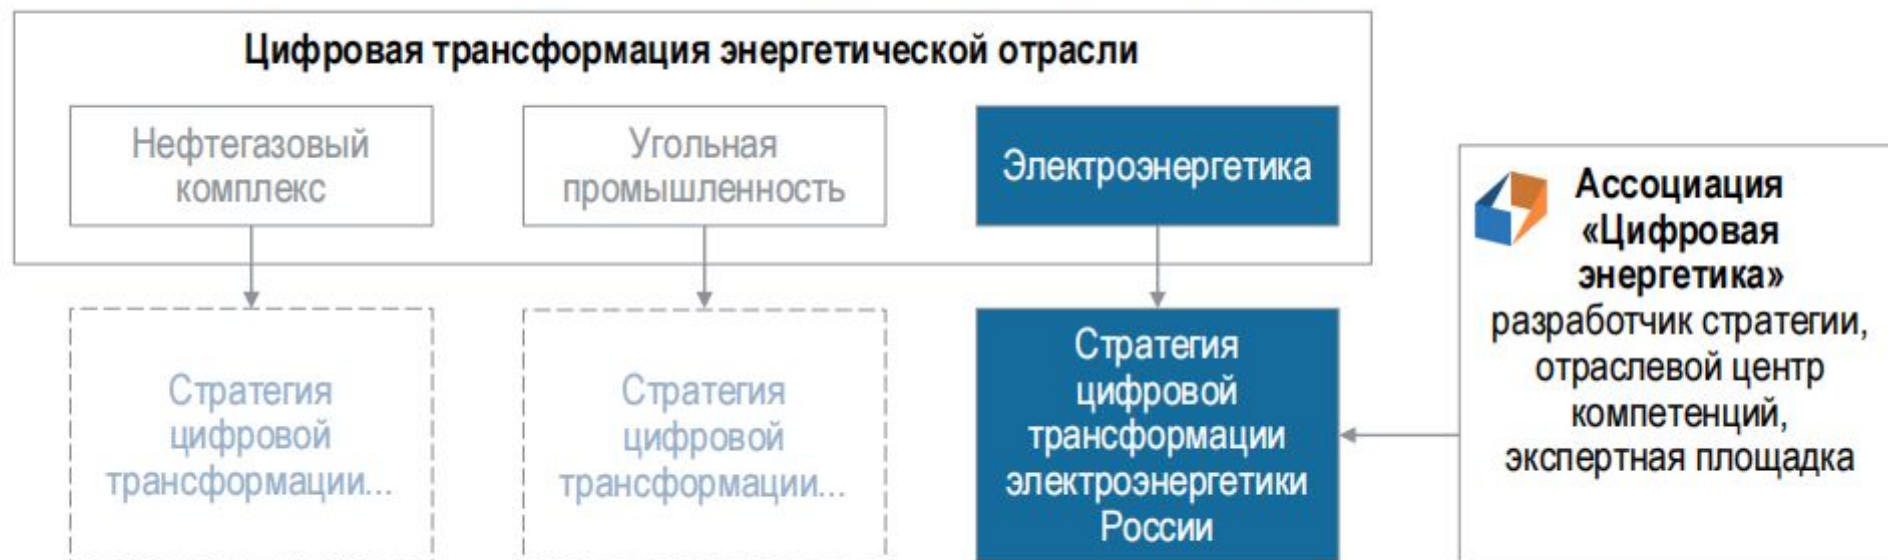 Цифровая трансформация энергетической отрасли
Нефтегазовый
комплекс
Угольная
промышленность
Электроэнергетика
Стратегия
цифровой
трансформации...
Стратегия
цифровой
трансформации...
Стратегия
цифровой
трансформации
электроэнергетики
России
Ассоциация
«Цифровая
энергетика»
разработчик стратегии,
отраслевой центр
компетенций,
экспертная площадка